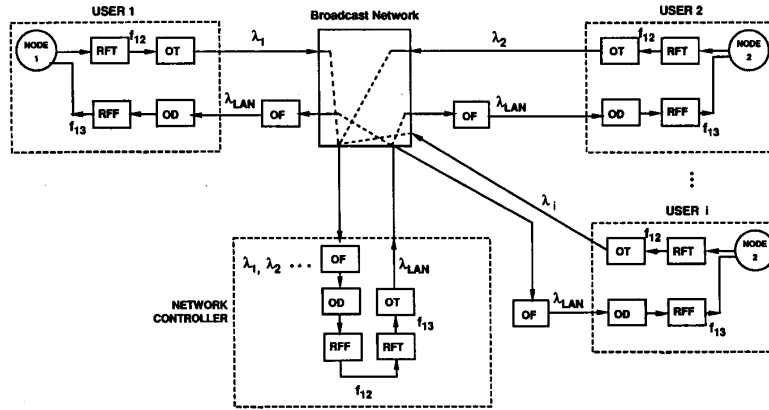 USER 1
Broadcast Network
USER 2
NODE
1
RFT
f12
OT
λ1
λ2
OT
f12
RFT
NODE
2
f13
RFF
OD
λLAN
OF
OF
λLAN
OD
RFF
f13
λi
USER i
OT
f12
RFT
NODE
2
OF
λLAN
OD
RFF
f13
λ1, λ2 ...
OF
λLAN
OD
OT
NETWORK
CONTROLLER
f13
RFF
RFT
f12